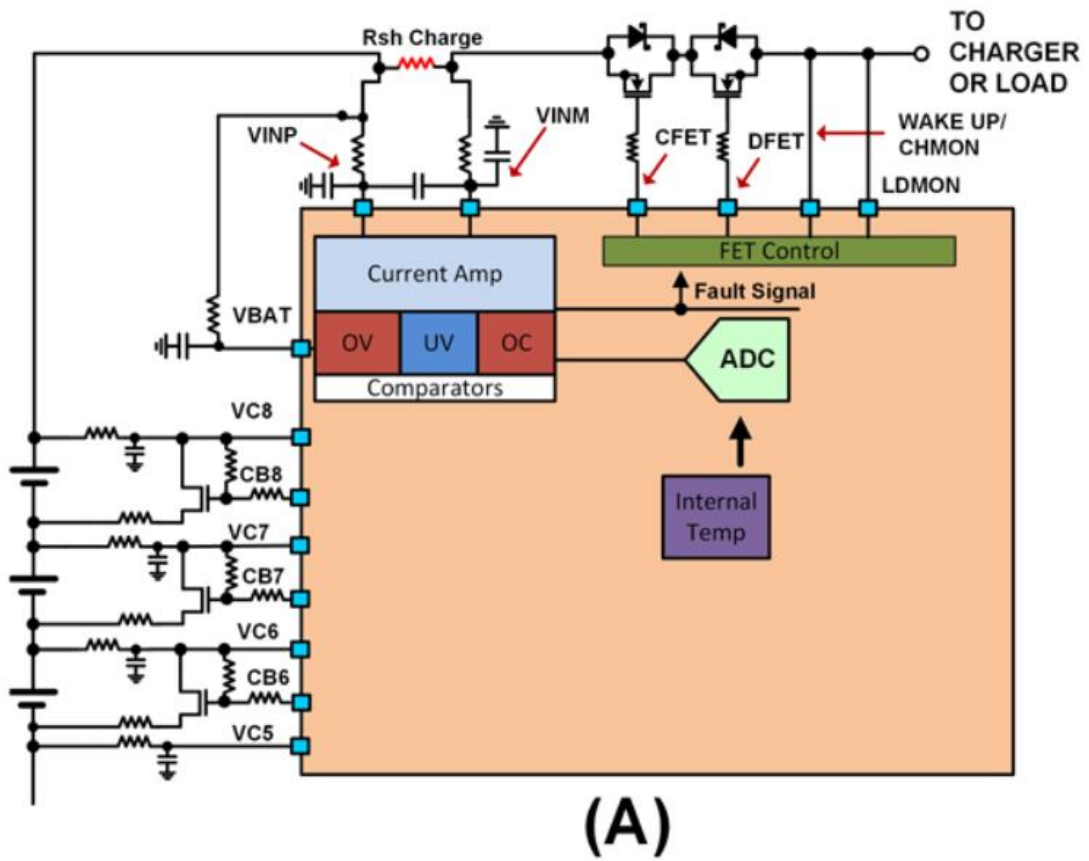 Rsh Charge
TO
CHARGER
OR LOAD
VINP
VINM
CFET
DFET
WAKE UP/
CHMON
LDMON
FET Control
Current Amp
Fault Signal
VBAT
OV
UV
OC
ADC
Comparators
VC8
CB8
Internal
Temp
VC7
CB7
VC6
CB6
VC5
(A)